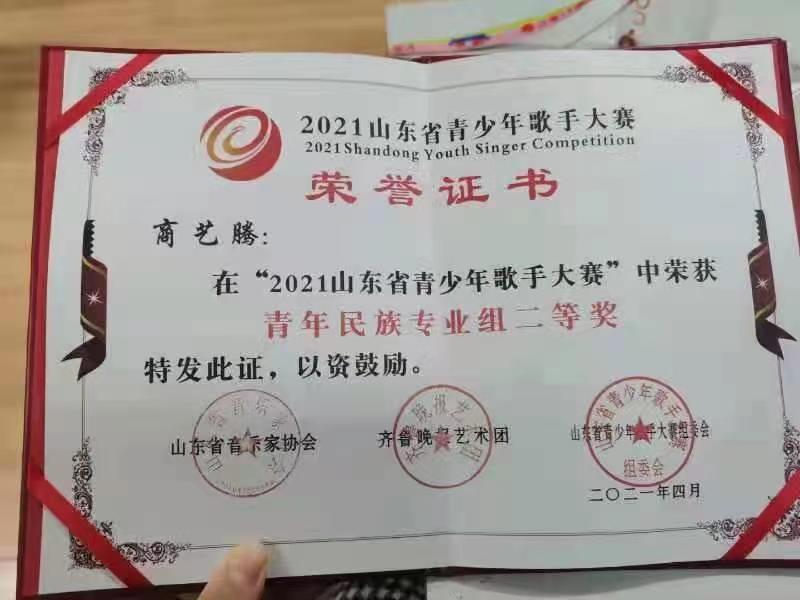 2021山东省青少年歌手大赛
2021 Shandong Youth Singer Competition
荣誉证书
商艺腾：
在“2021山东省青少年歌手大赛”中荣获
青年民族专业组二等奖
特发此证，以资鼓励。
山东省音乐家协会
齐鲁晚报艺术团
山东省青少年歌手大赛组委会
组委会
二〇二一年四月